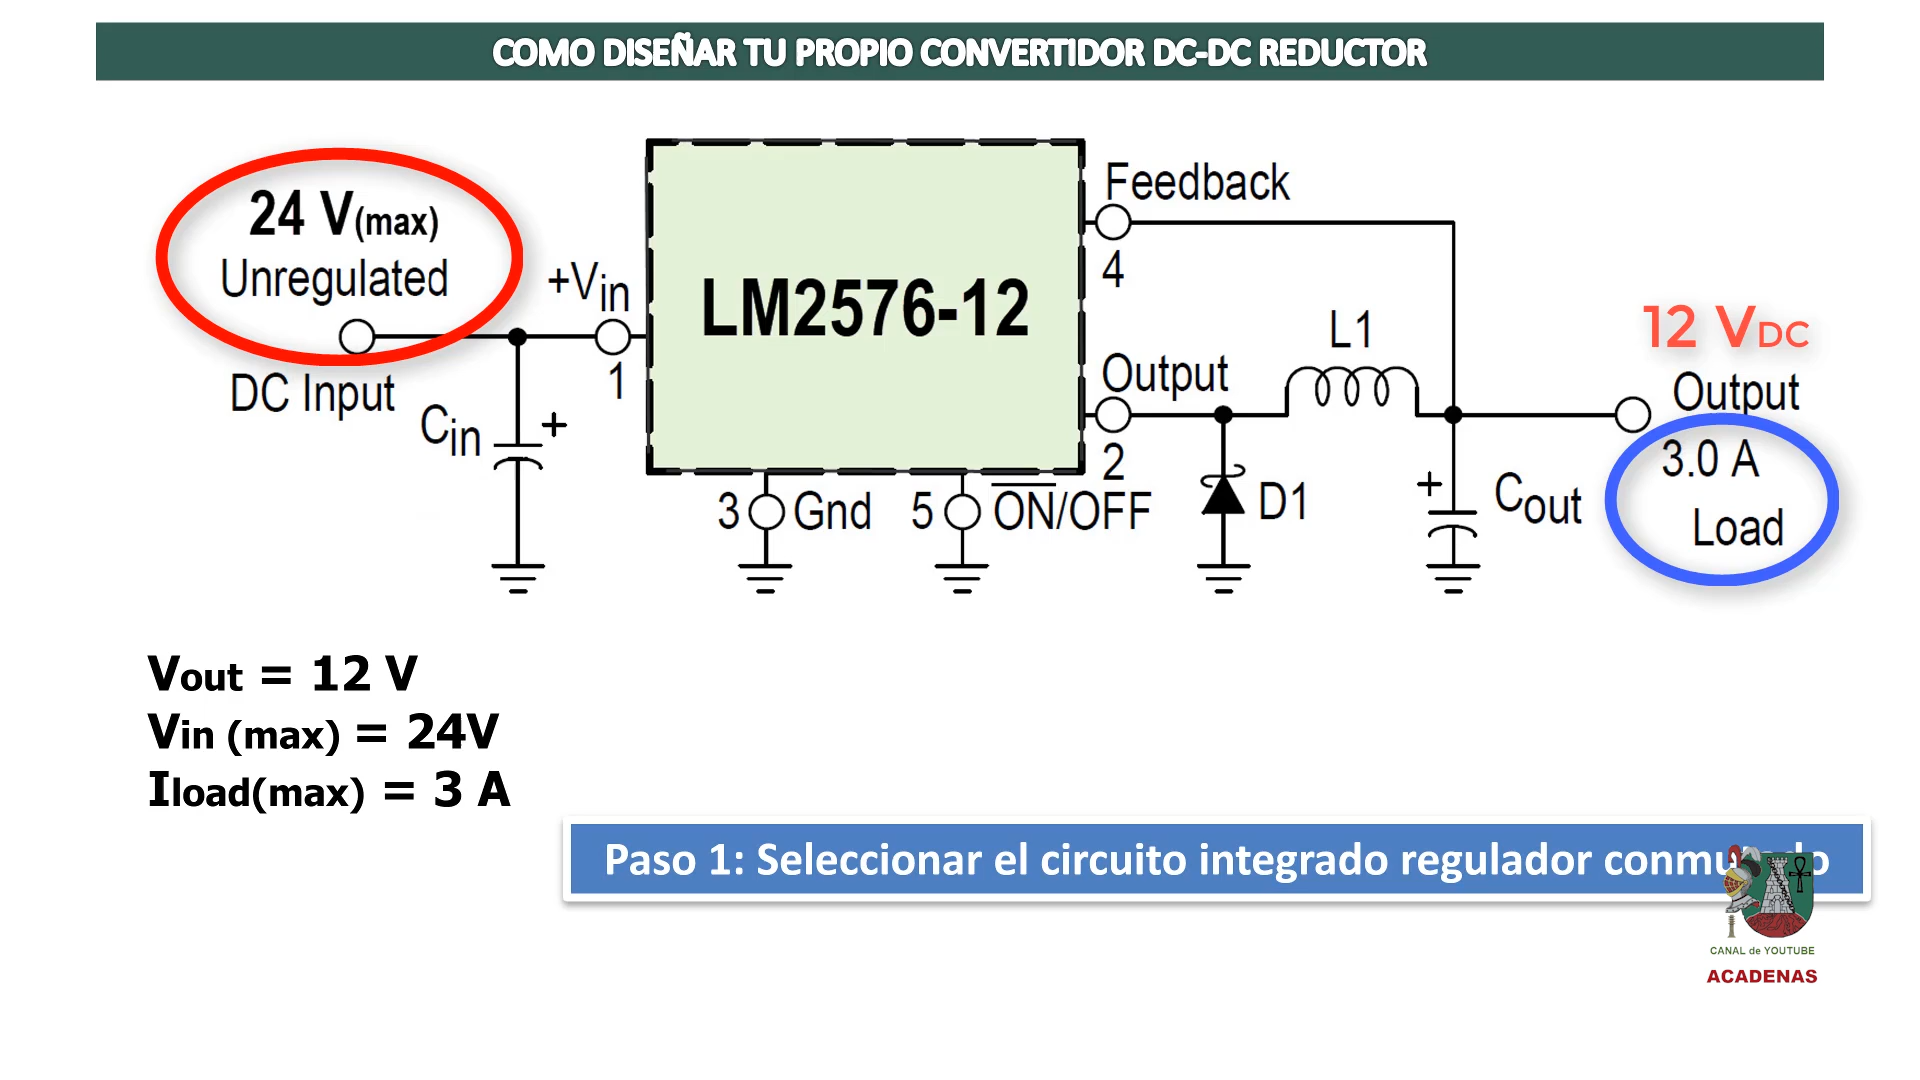 COMO DISEÑAR TU PROPIO CONVERTIDOR DC-DC REDUCTOR
24 V(max)
Unregulated
DC Input
+Vin
1
Cin
+
LM2576-12
Feedback
4
Output
2
3 Gnd
5 ON/OFF
L1
D1
+
Cout
12 VDC
Output
3.0 A
Load
Vout = 12 V
Vin (max) = 24V
Iload(max) = 3 A
Paso 1: Seleccionar el circuito integrado regulador
CANAL de YOUTUBE
ACADENAS